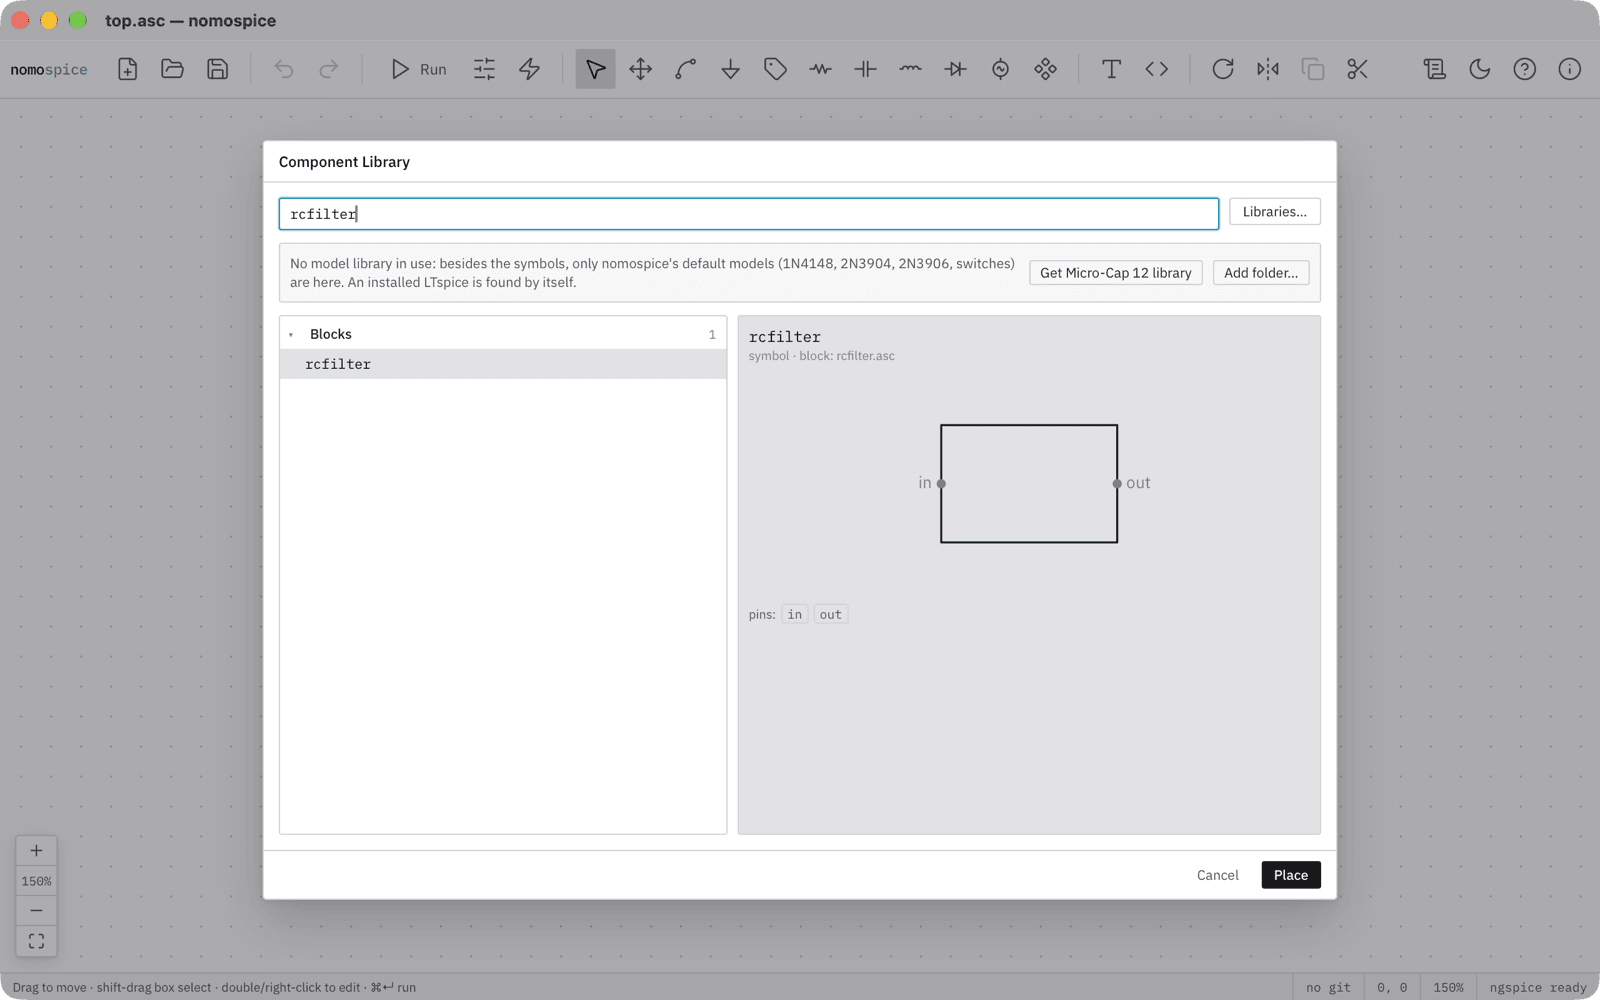 top.asc — nomospice
nomospice
Run
Component Library
rcfilter
Libraries...
No model library in use: besides the symbols, only nomospice's default models (1N4148, 2N3904, 2N3906, switches)
are here. An installed LTspice is found by itself.
Get Micro-Cap 12 library
Add folder...
Blocks
1
rcfilter
rcfilter
symbol · block: rcfilter.asc
in
out
pins: in out
Cancel
Place
+
150%
−
Drag to move · shift-drag box select · double/right-click to edit · ⌘↵ run
no git
0, 0
150%
ngspice ready